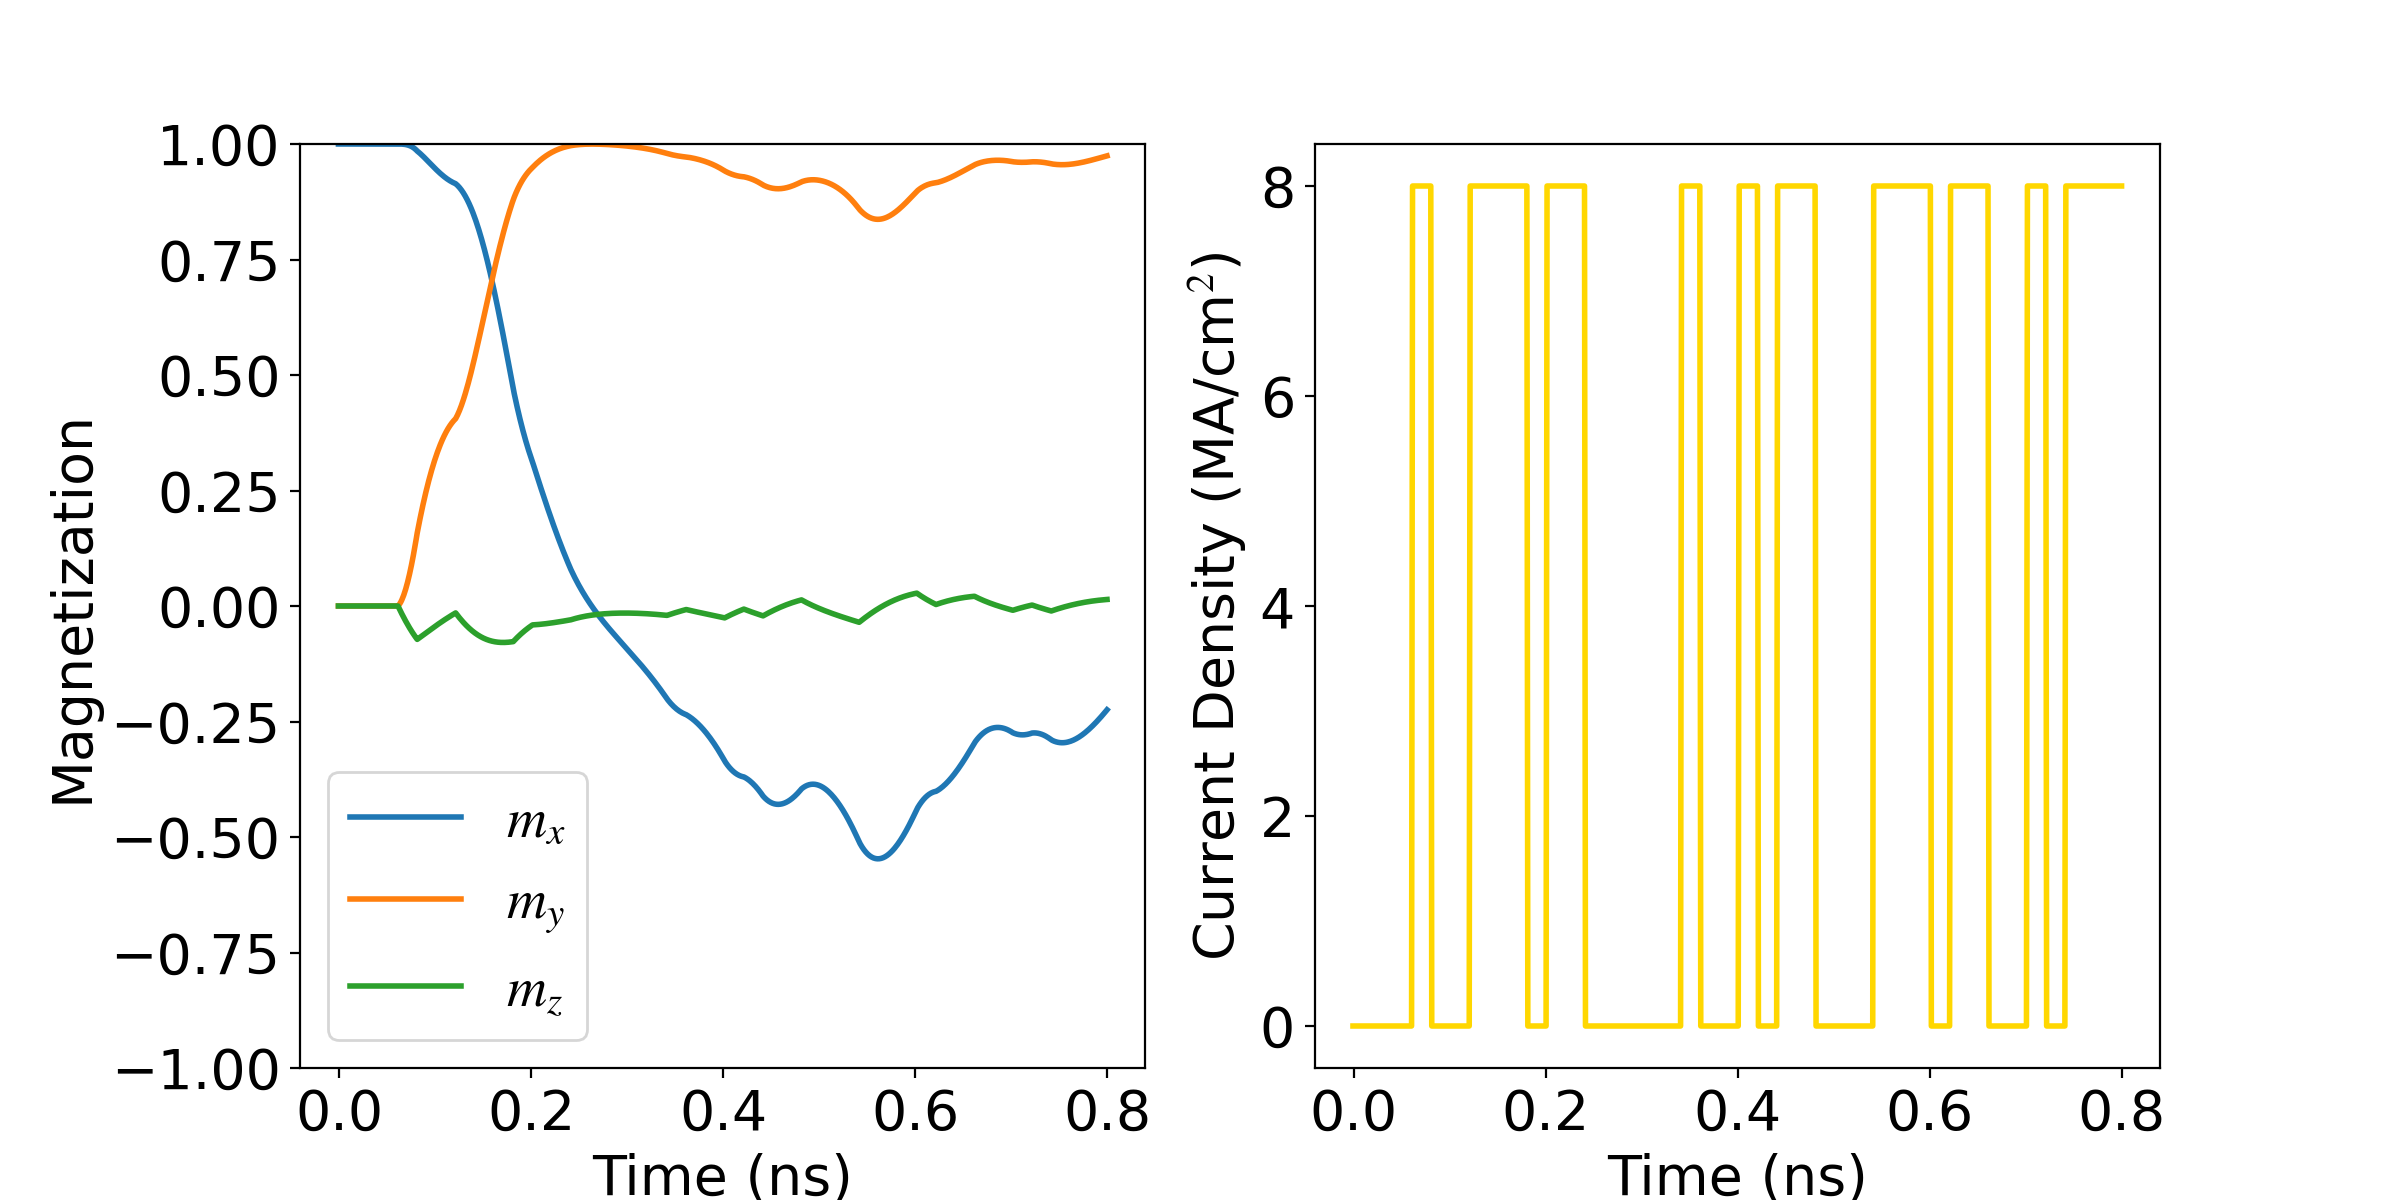 Magnetization
1.00
0.75
0.50
0.25
0.00
−0.25
−0.50
−0.75
−1.00
m_x
m_y
m_z
0.0 0.2 0.4 0.6 0.8
Time (ns)
Current Density (MA/cm²)
8
6
4
2
0
0.0 0.2 0.4 0.6 0.8
Time (ns)